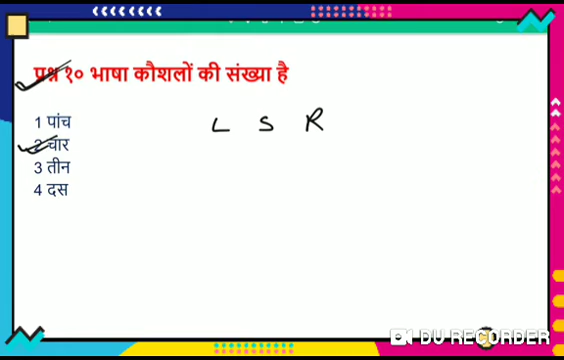 प्रश्न १० भाषा कौशलों की संख्या है
1 पांच
2 चार
3 तीन
4 दस
L S R
DU RECORDER